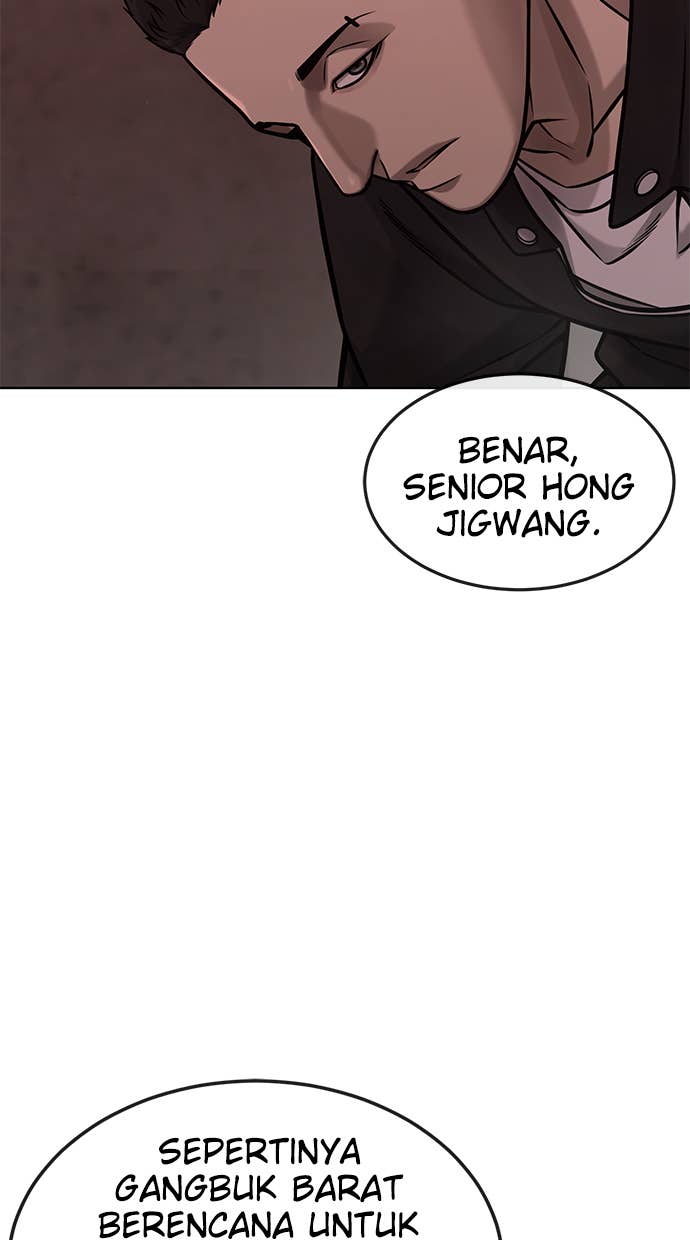 BENAR,
SENIOR HONG
JIGWANG.
SEPERTINYA
GANGBUK BARAT
BERENCANA UNTUK